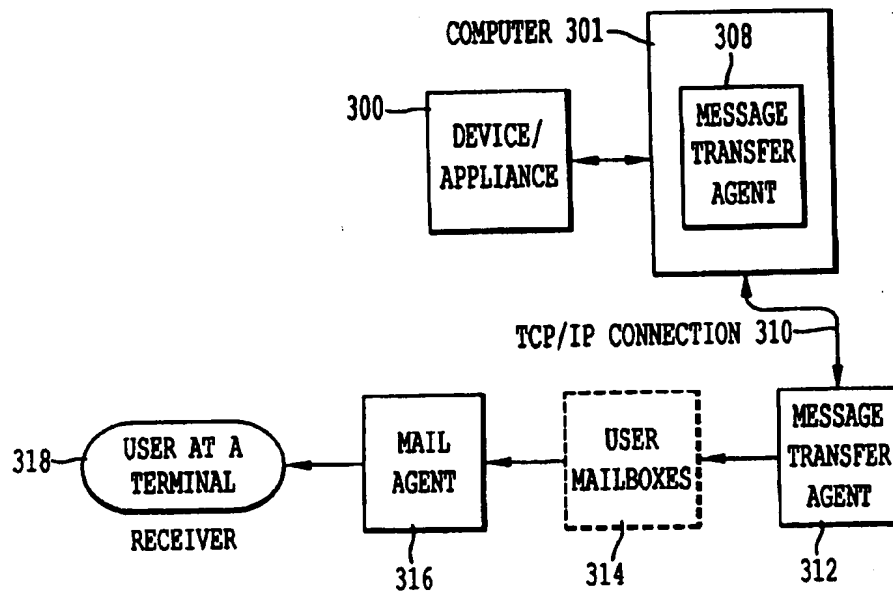 COMPUTER 301
308
300
DEVICE/
APPLIANCE
MESSAGE
TRANSFER
AGENT
TCP/IP CONNECTION 310
318
USER AT A
TERMINAL
RECEIVER
MAIL
AGENT
316
USER
MAILBOXES
314
MESSAGE
TRANSFER
AGENT
312